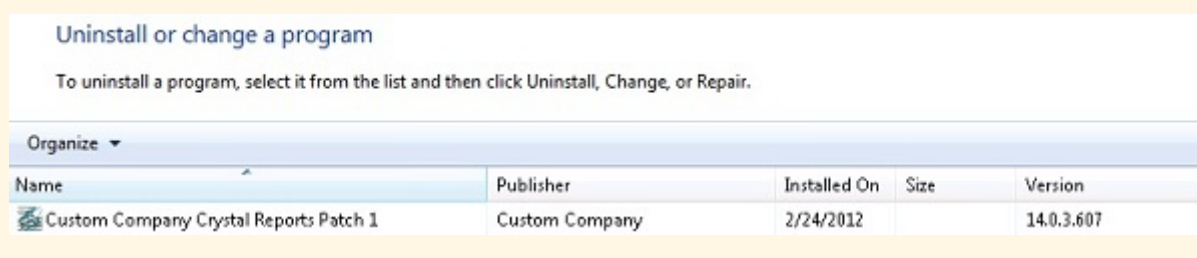 Uninstall or change a program
To uninstall a program, select it from the list and then click Uninstall, Change, or Repair.
Organize
Name Publisher Installed On Size Version
Custom Company Crystal Reports Patch 1 Custom Company 2/24/2012 14.0.3.607